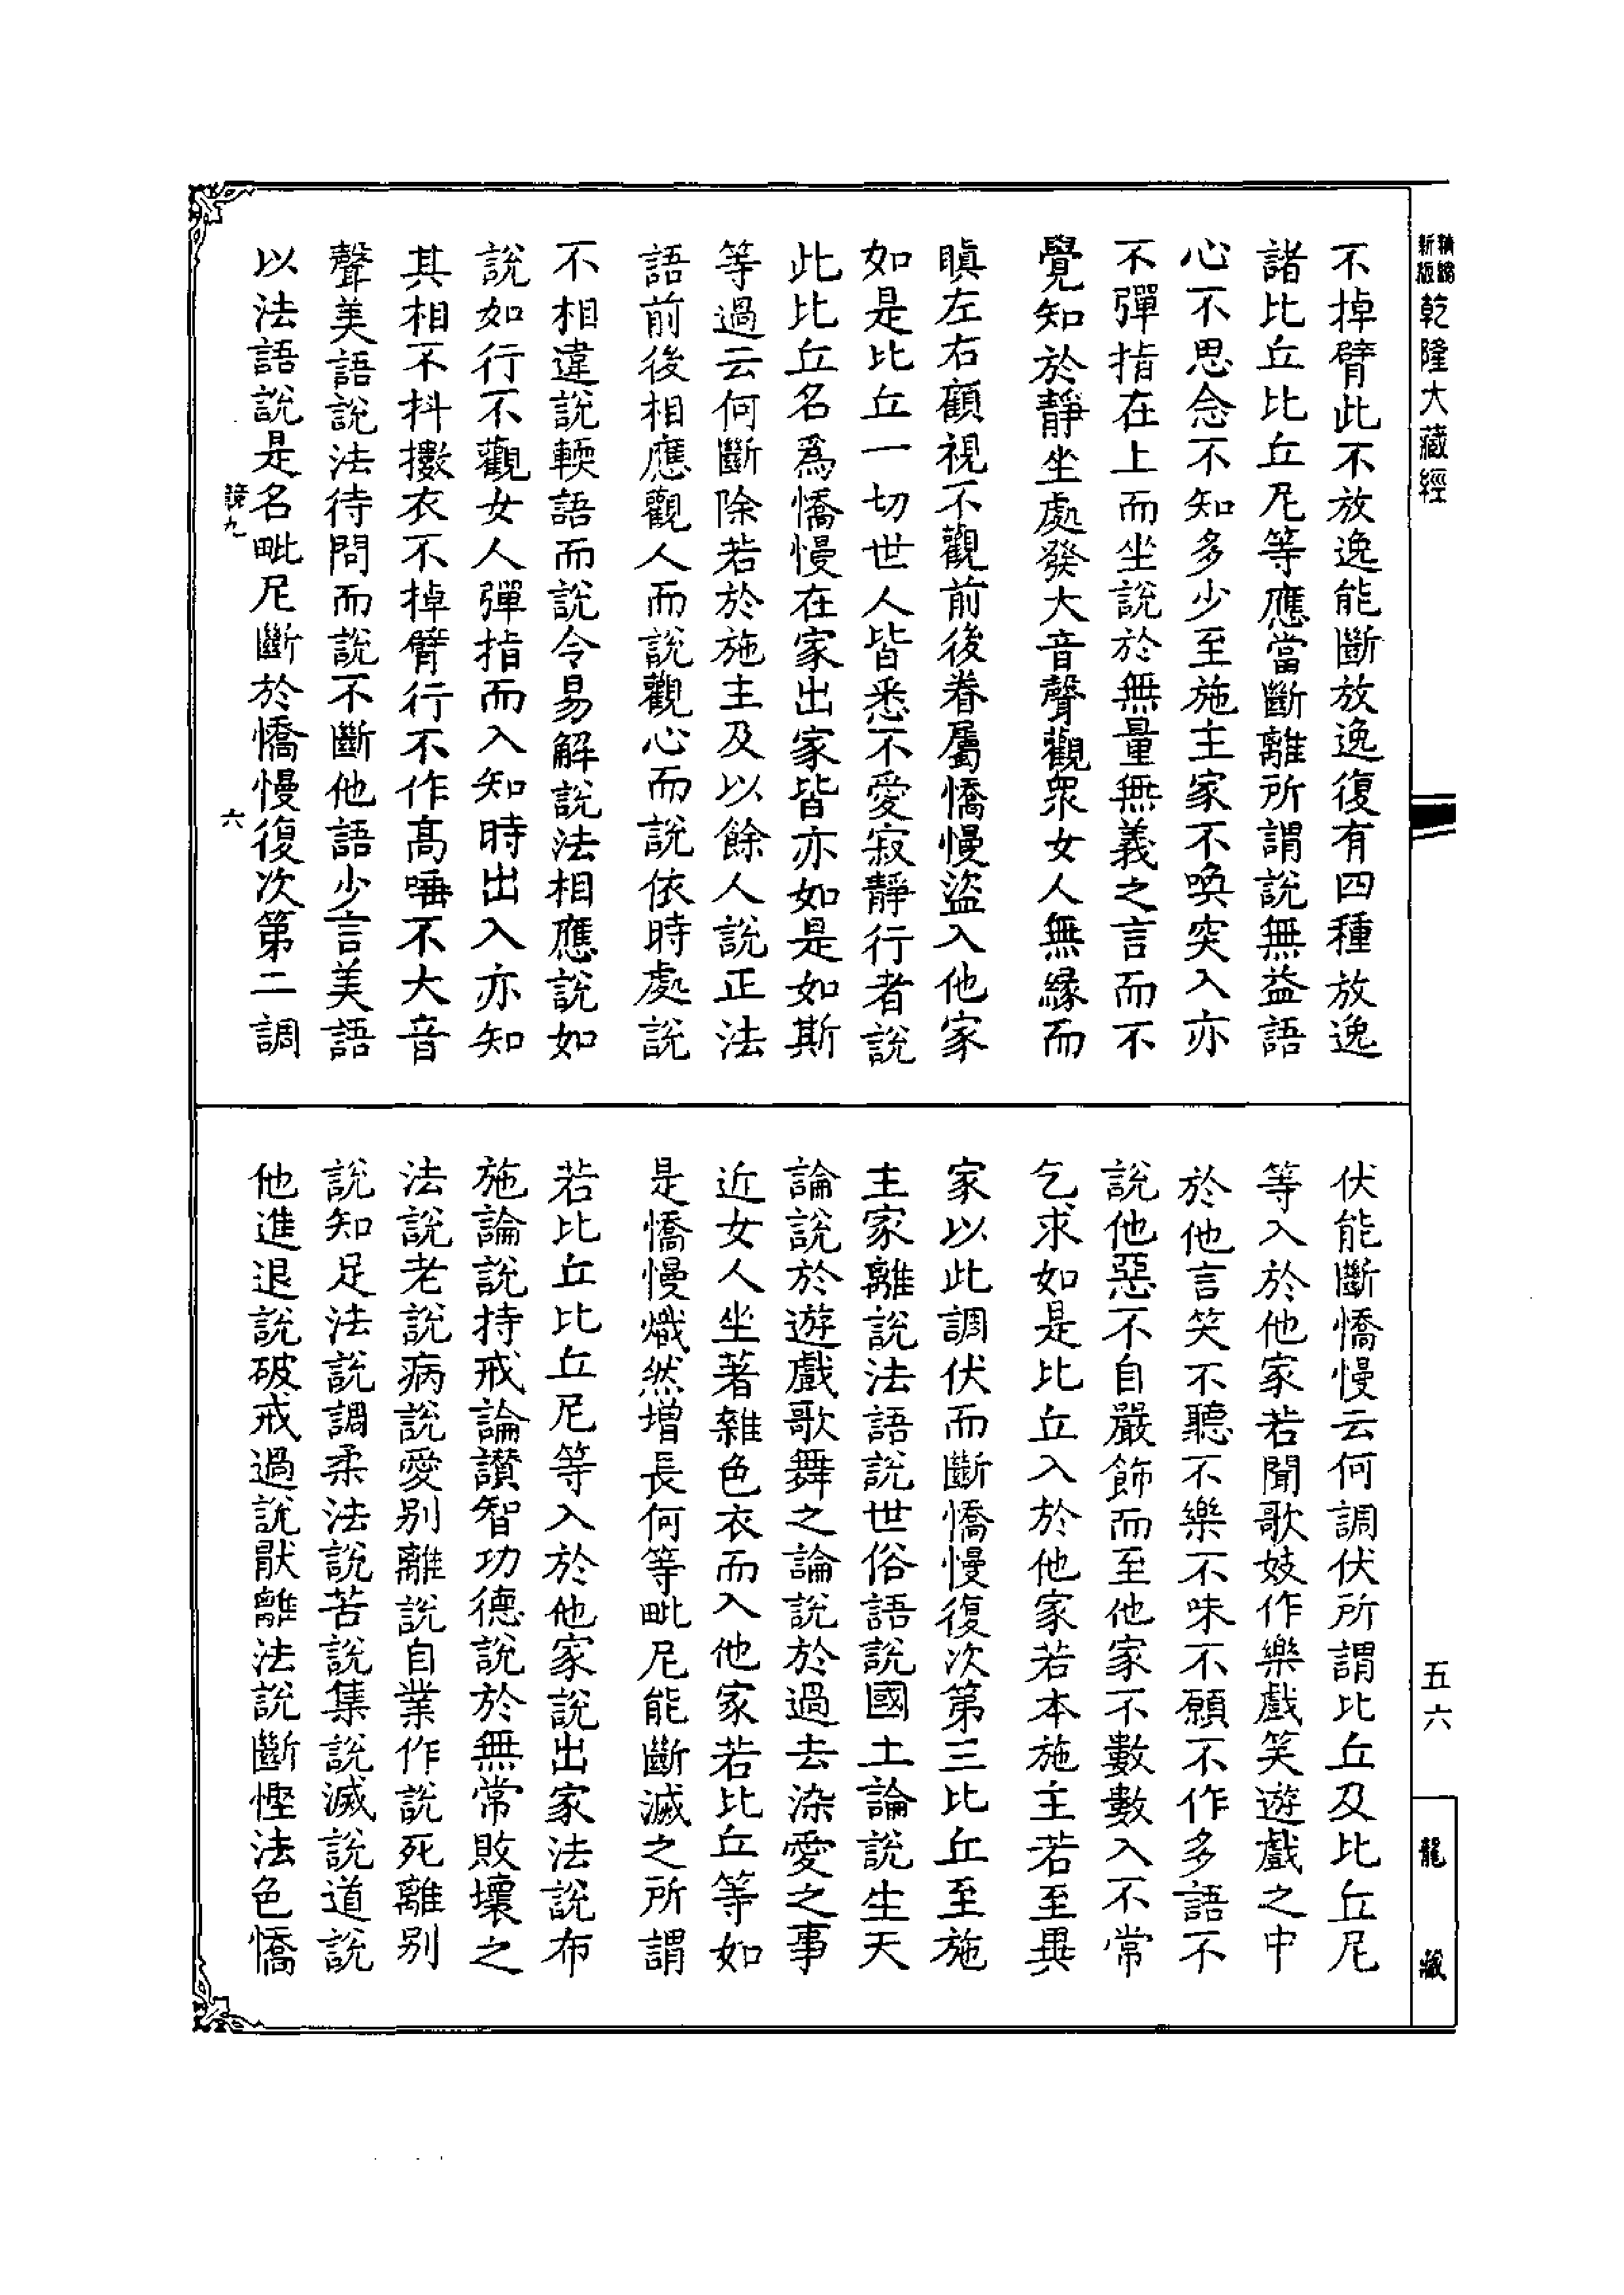 精縮新版乾隆大藏經
五六
龍藏
不掉臂此不放逸能斷放逸復有四種放逸
諸比丘比丘尼等應當斷離所謂說無益語
心不思念不知多少至施主家不喚突入亦
不彈指在上而坐說於無量無義之言而不
覺知於靜坐處發大音聲觀衆女人無緣而
瞋左右顧視不觀前後眷屬憍慢盜入他家
如是比丘一切世人皆悉不愛寂靜行者說
此比丘名爲憍慢在家出家皆亦如是如斯
等過云何斷除若於施主及以餘人說正法
語前後相應觀人而說觀心而說依時處說
不相違說輭語而說令易解說法相應說如
說如行不觀女人彈指而入知時出入亦知
其相不抖擻衣不掉臂行不作高唾不大音
聲美語說法待問而說不斷他語少言美語
以法語說是名毗尼斷於憍慢復次第二調
競九
六
伏能斷憍慢云何調伏所謂比丘及比丘尼
等入於他家若聞歌妓作樂戲笑遊戲之中
於他言笑不聽不樂不味不願不作多語不
說他惡不自嚴飾而至他家不數數入不常
乞求如是比丘入於他家若本施主若至異
家以此調伏而斷憍慢復次第三比丘至施
主家離說法語說世俗語說國土論說生天
論說於遊戲歌舞之論說於過去染愛之事
近女人坐著雜色衣而入他家若比丘等如
是憍慢熾然增長何等毗尼能斷滅之所謂
若比丘比丘尼等入於他家說出家法說布
施論說持戒論讚智功德說於無常敗壞之
法說老說病說愛別離說自業作說死離別
說知足法說調柔法說苦說集說滅說道說
他進退說破戒過說猒離法說斷慳法色憍